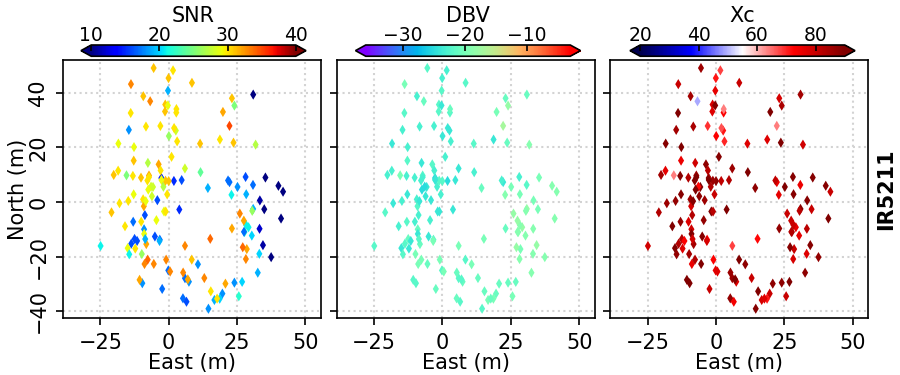 SNR DBV Xc
10 20 30 40 −30 −20 −10 20 40 60 80
40
20
0
−20
−40
North (m)
IR5211
−25 0 25 50 −25 0 25 50 −25 0 25 50
East (m) East (m) East (m)